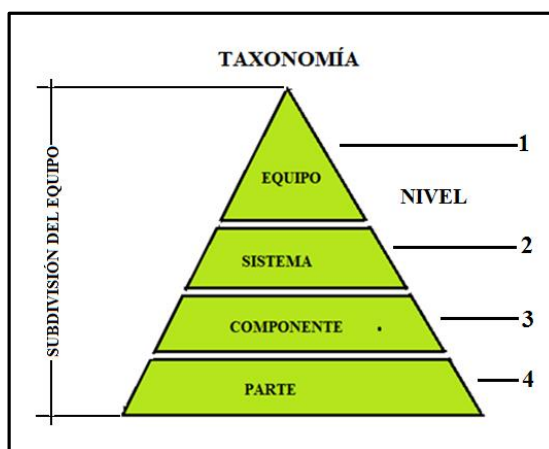 TAXONOMÍA
SUBDIVISIÓN DEL EQUIPO
EQUIPO
1
NIVEL
SISTEMA
2
COMPONENTE
3
PARTE
4